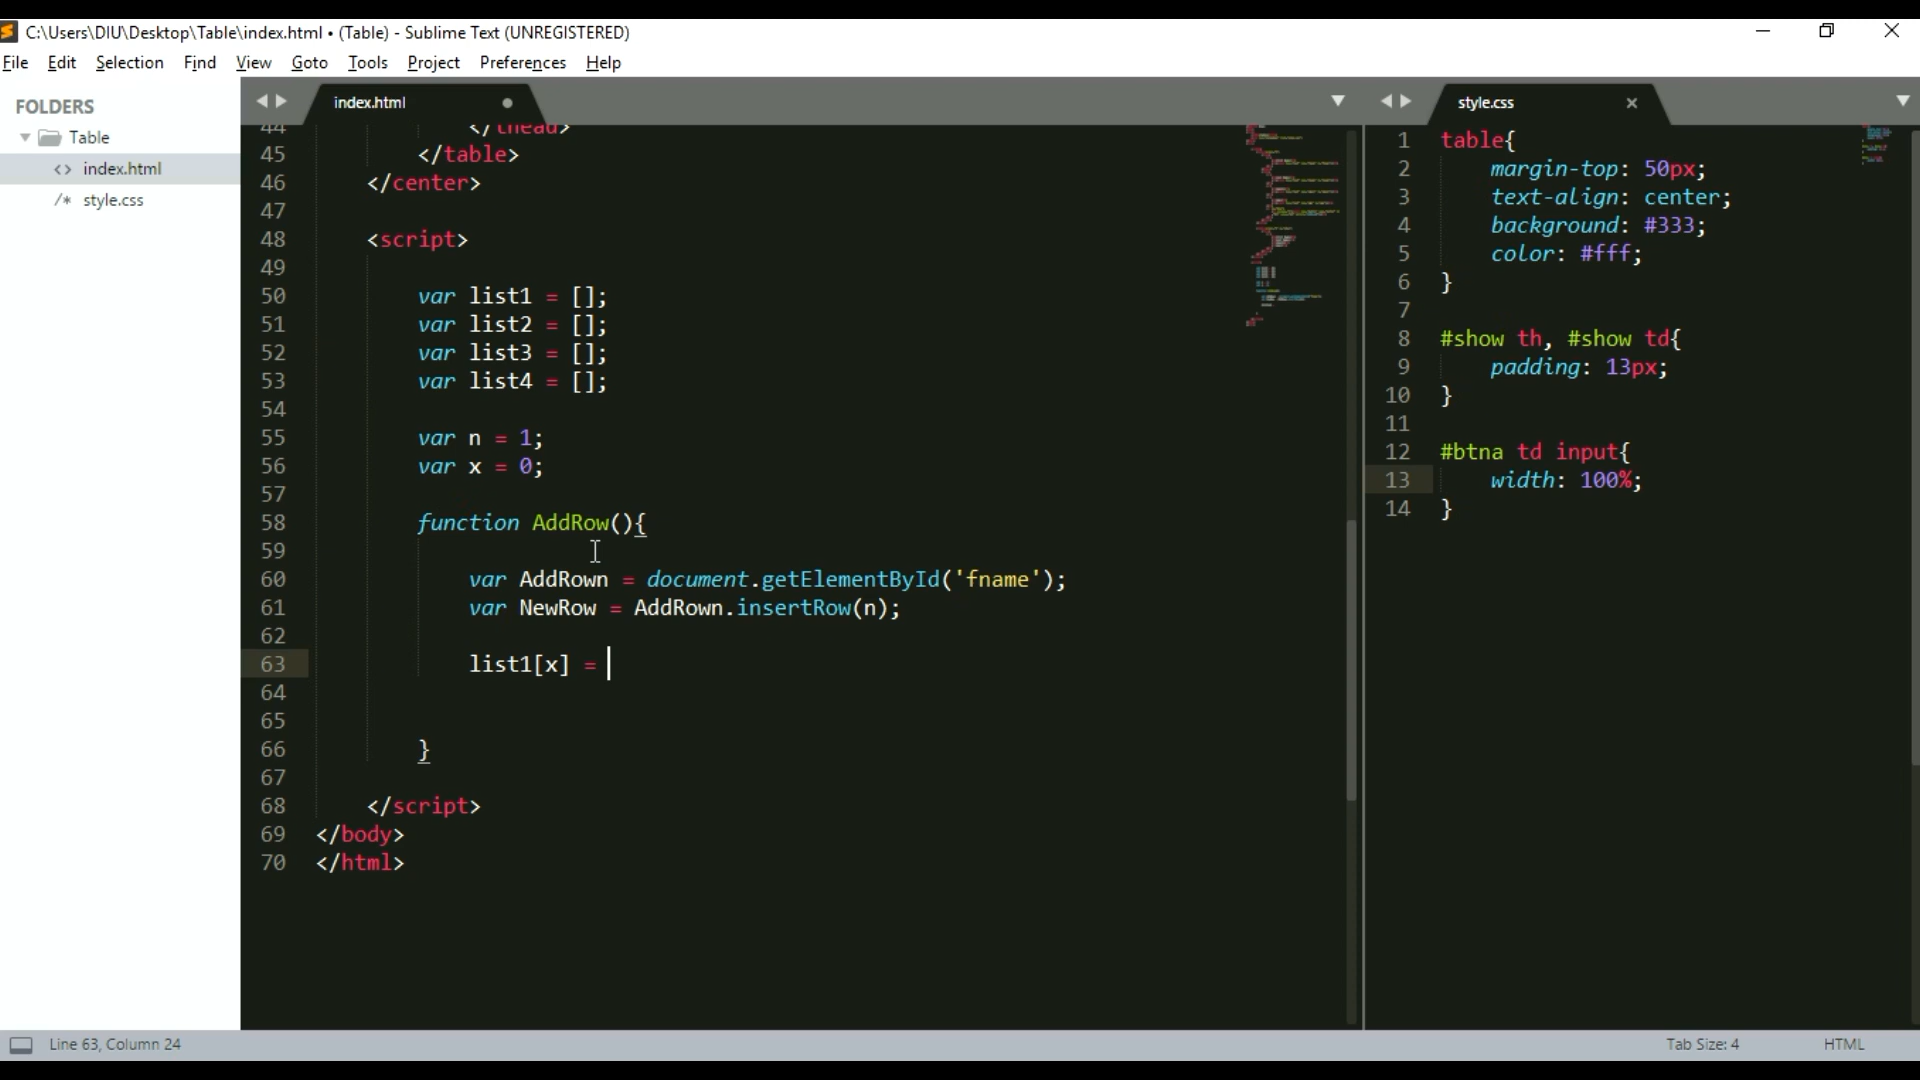 C:\Users\DIU\Desktop\Table\index.html • (Table) - Sublime Text (UNREGISTERED)
File Edit Selection Find View Goto Tools Project Preferences Help
FOLDERS
Table
<> index.html
/* style.css
index.html
44 </thead>
45 </table>
46 </center>
47
48 <script>
49
50 var list1 = [];
51 var list2 = [];
52 var list3 = [];
53 var list4 = [];
54
55 var n = 1;
56 var x = 0;
57
58 function AddRow(){
59
60 var AddRown = document.getElementById('fname');
61 var NewRow = AddRown.insertRow(n);
62
63 list1[x] =
64
65
66 }
67
68 </script>
69 </body>
70 </html>
style.css
1 table{
2 margin-top: 50px;
3 text-align: center;
4 background: #333;
5 color: #fff;
6 }
7
8 #show th, #show td{
9 padding: 13px;
10 }
11
12 #btna td input{
13 width: 100%;
14 }
Line 63, Column 24
Tab Size: 4
HTML